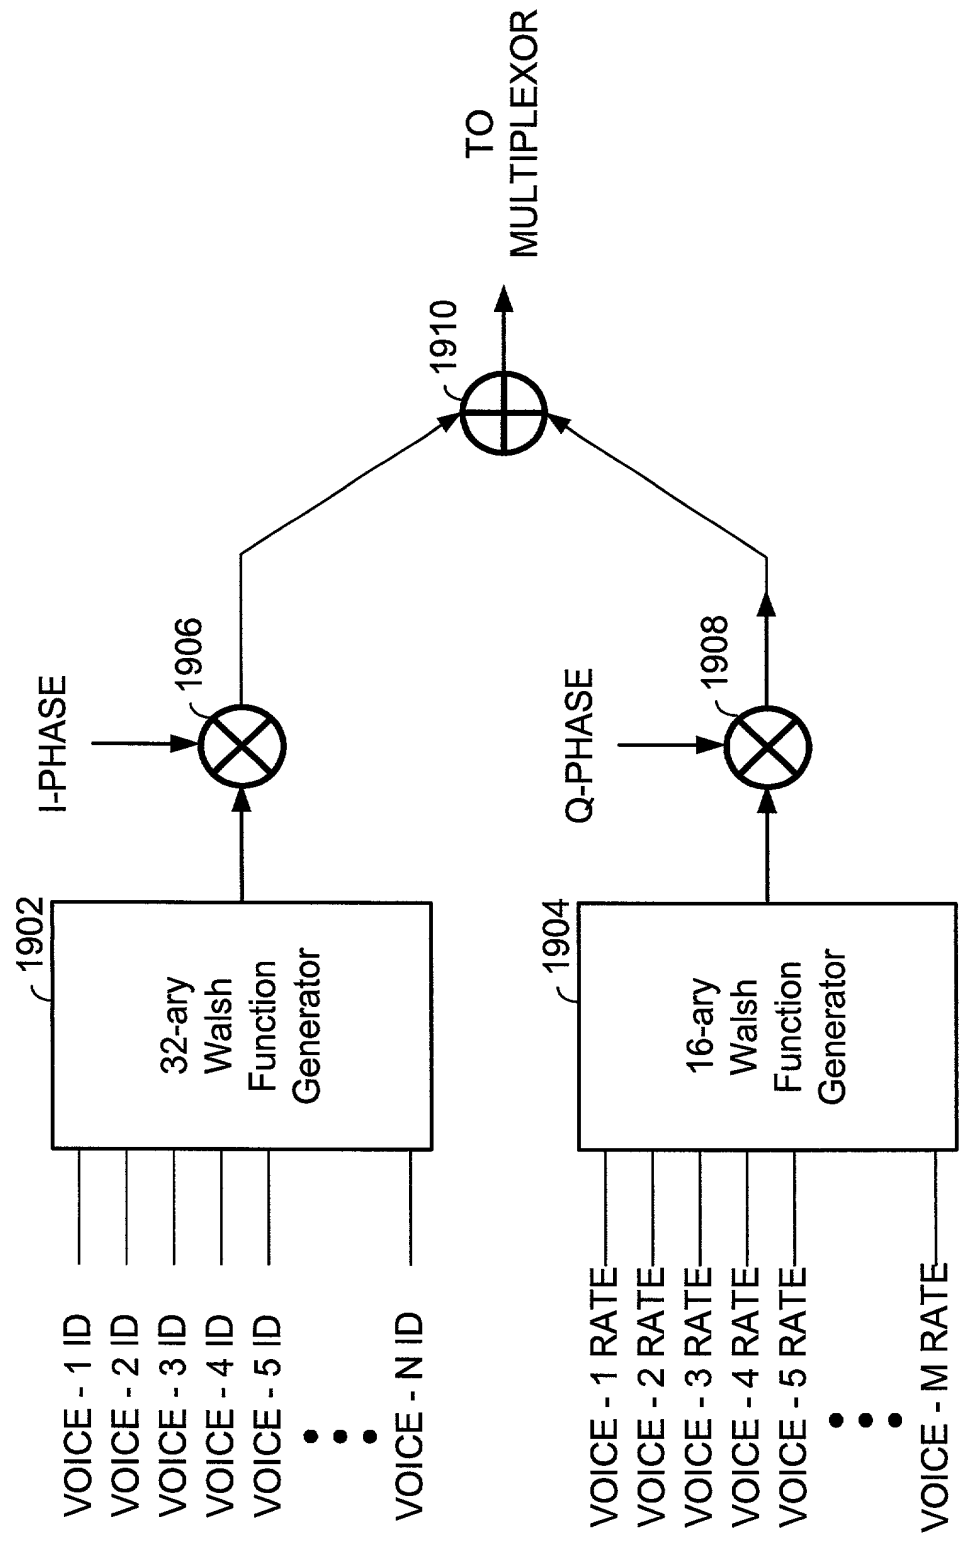 VOICE - 1 ID
VOICE - 2 ID
VOICE - 3 ID
VOICE - 4 ID
VOICE - 5 ID
VOICE - N ID
1902
32-ary
Walsh
Function
Generator
I-PHASE
1906
VOICE - 1 RATE
VOICE - 2 RATE
VOICE - 3 RATE
VOICE - 4 RATE
VOICE - 5 RATE
VOICE - M RATE
1904
16-ary
Walsh
Function
Generator
Q-PHASE
1908
1910
TO
MULTIPLEXOR